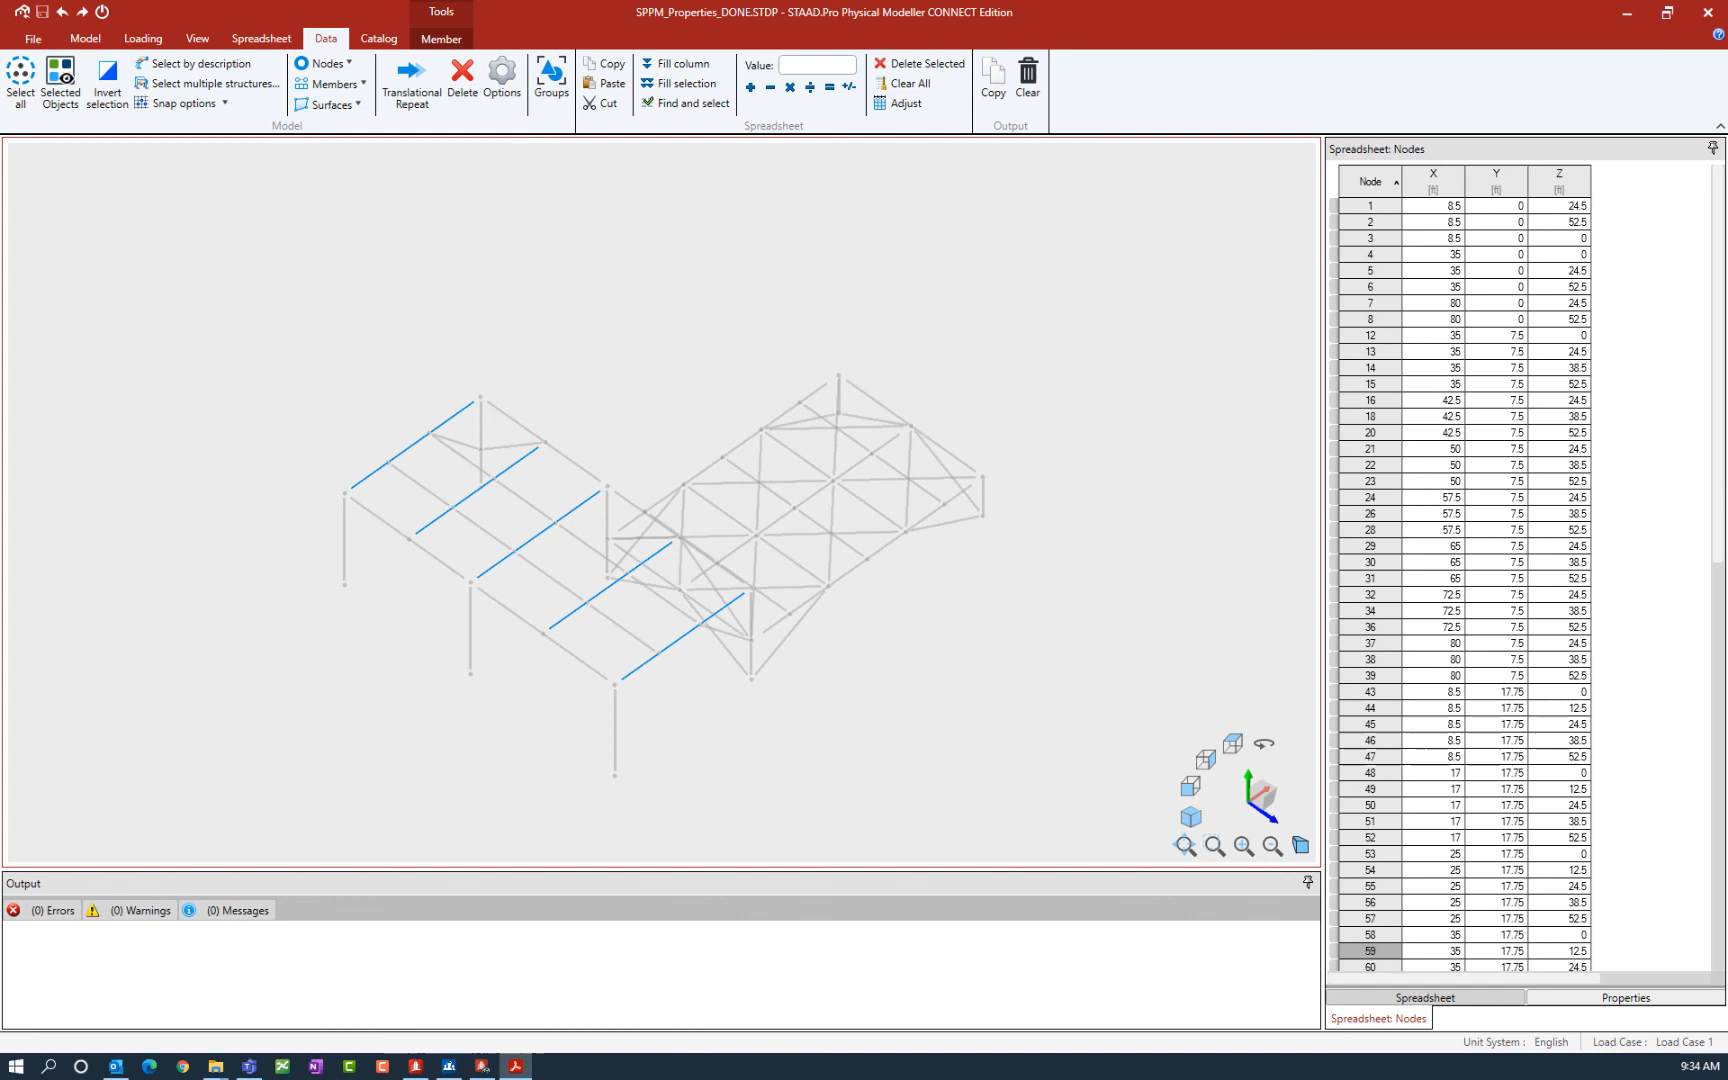 Tools
SPPM_Properties_DONE.STDP - STAAD.Pro Physical Modeller CONNECT Edition
File Model Loading View Spreadsheet Data Catalog Member
Select all
Selected Objects
Invert selection
Select by description
Select multiple structures...
Snap options
Nodes
Members
Surfaces
Translational Repeat
Delete
Options
Groups
Model
Copy
Paste
Cut
Fill column
Fill selection
Find and select
Value:
Delete Selected
Clear All
Adjust
Spreadsheet
Copy
Clear
Output
Spreadsheet: Nodes
Node X [ft] Y [ft] Z [ft]
1 8.5 0 24.5
2 8.5 0 52.5
3 8.5 0 0
4 35 0 0
5 35 0 24.5
6 35 0 52.5
7 80 0 24.5
8 80 0 52.5
12 35 7.5 0
13 35 7.5 24.5
14 35 7.5 38.5
15 35 7.5 52.5
16 42.5 7.5 24.5
18 42.5 7.5 38.5
20 42.5 7.5 52.5
21 50 7.5 24.5
22 50 7.5 38.5
23 50 7.5 52.5
24 57.5 7.5 24.5
26 57.5 7.5 38.5
28 57.5 7.5 52.5
29 65 7.5 24.5
30 65 7.5 38.5
31 65 7.5 52.5
32 72.5 7.5 24.5
34 72.5 7.5 38.5
36 72.5 7.5 52.5
37 80 7.5 24.5
38 80 7.5 38.5
39 80 7.5 52.5
43 8.5 17.75 0
44 8.5 17.75 12.5
45 8.5 17.75 24.5
46 8.5 17.75 38.5
47 8.5 17.75 52.5
48 17 17.75 0
49 17 17.75 12.5
50 17 17.75 24.5
51 17 17.75 38.5
52 17 17.75 52.5
53 25 17.75 0
54 25 17.75 12.5
55 25 17.75 24.5
56 25 17.75 38.5
57 25 17.75 52.5
58 35 17.75 0
59 35 17.75 12.5
60 35 17.75 24.5
Spreadsheet Properties
Spreadsheet: Nodes
Output
(0) Errors (0) Warnings (0) Messages
Unit System : English Load Case : Load Case 1
9:34 AM